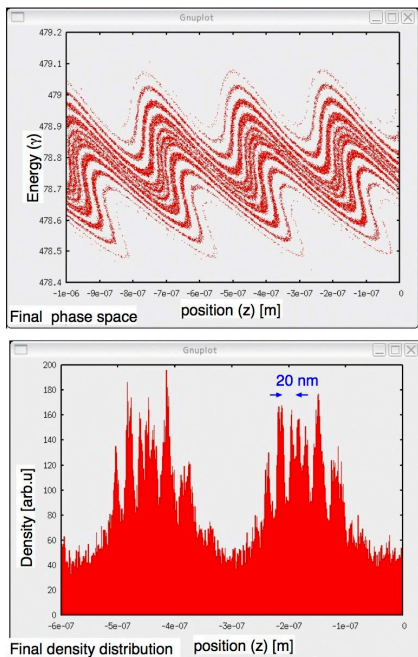 Gnuplot
479.2
479.1
479
478.9
478.8
478.7
478.6
478.5
478.4
Energy (γ)
-1e-06 -9e-07 -8e-07 -7e-07 -6e-07 -5e-07 -4e-07 -3e-07 -2e-07 -1e-07 0
Final phase space position (z) [m]
Gnuplot
200
180
160
140
120
100
80
60
40
20
0
20 nm
Density [arb.u]
-6e-07 -5e-07 -4e-07 -3e-07 -2e-07 -1e-07 0
Final density distribution position (z) [m]